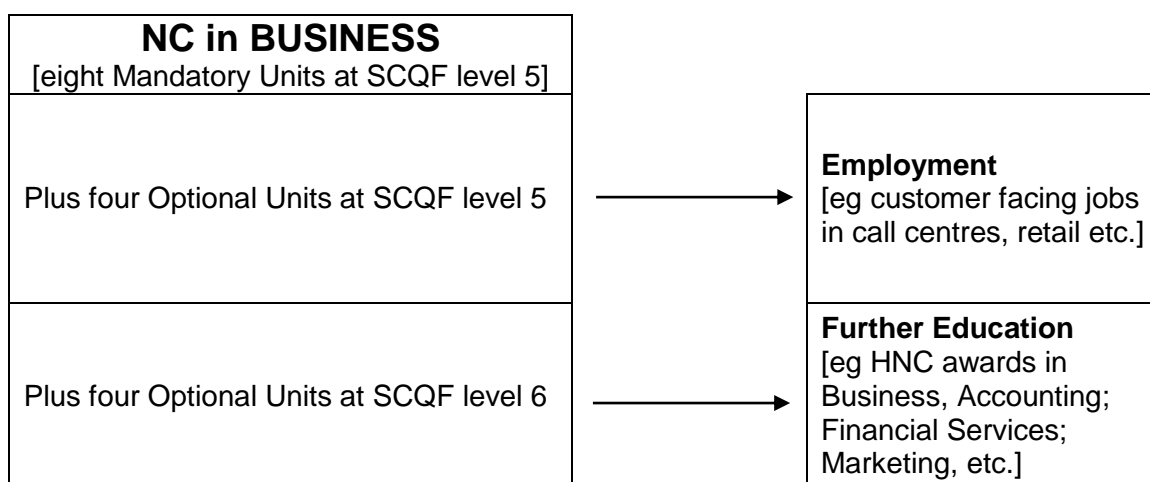 NC in BUSINESS
[eight Mandatory Units at SCQF level 5]
Plus four Optional Units at SCQF level 5
Employment
[eg customer facing jobs
in call centres, retail etc.]
Plus four Optional Units at SCQF level 6
Further Education
[eg HNC awards in
Business, Accounting;
Financial Services;
Marketing, etc.]